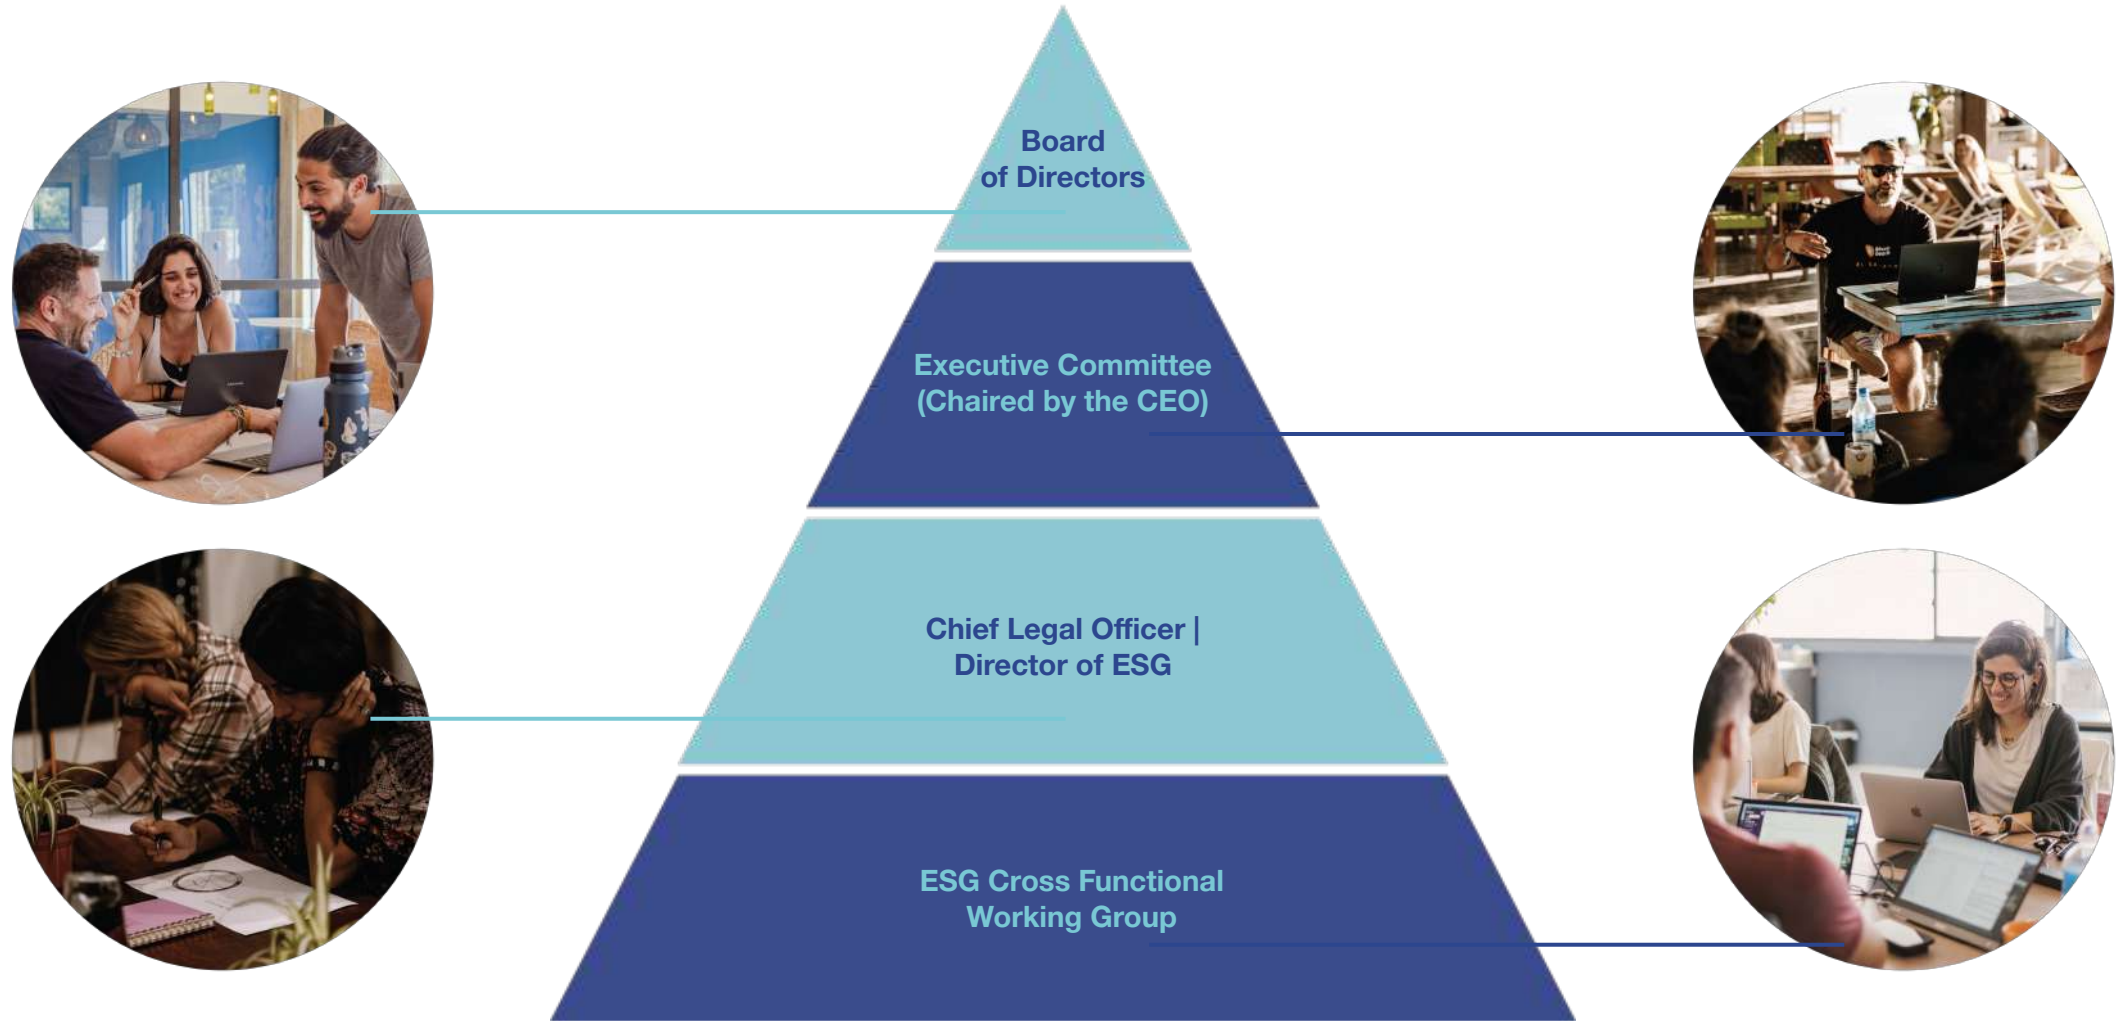 Board
of Directors
Executive Committee
(Chaired by the CEO)
Chief Legal Officer |
Director of ESG
ESG Cross Functional
Working Group